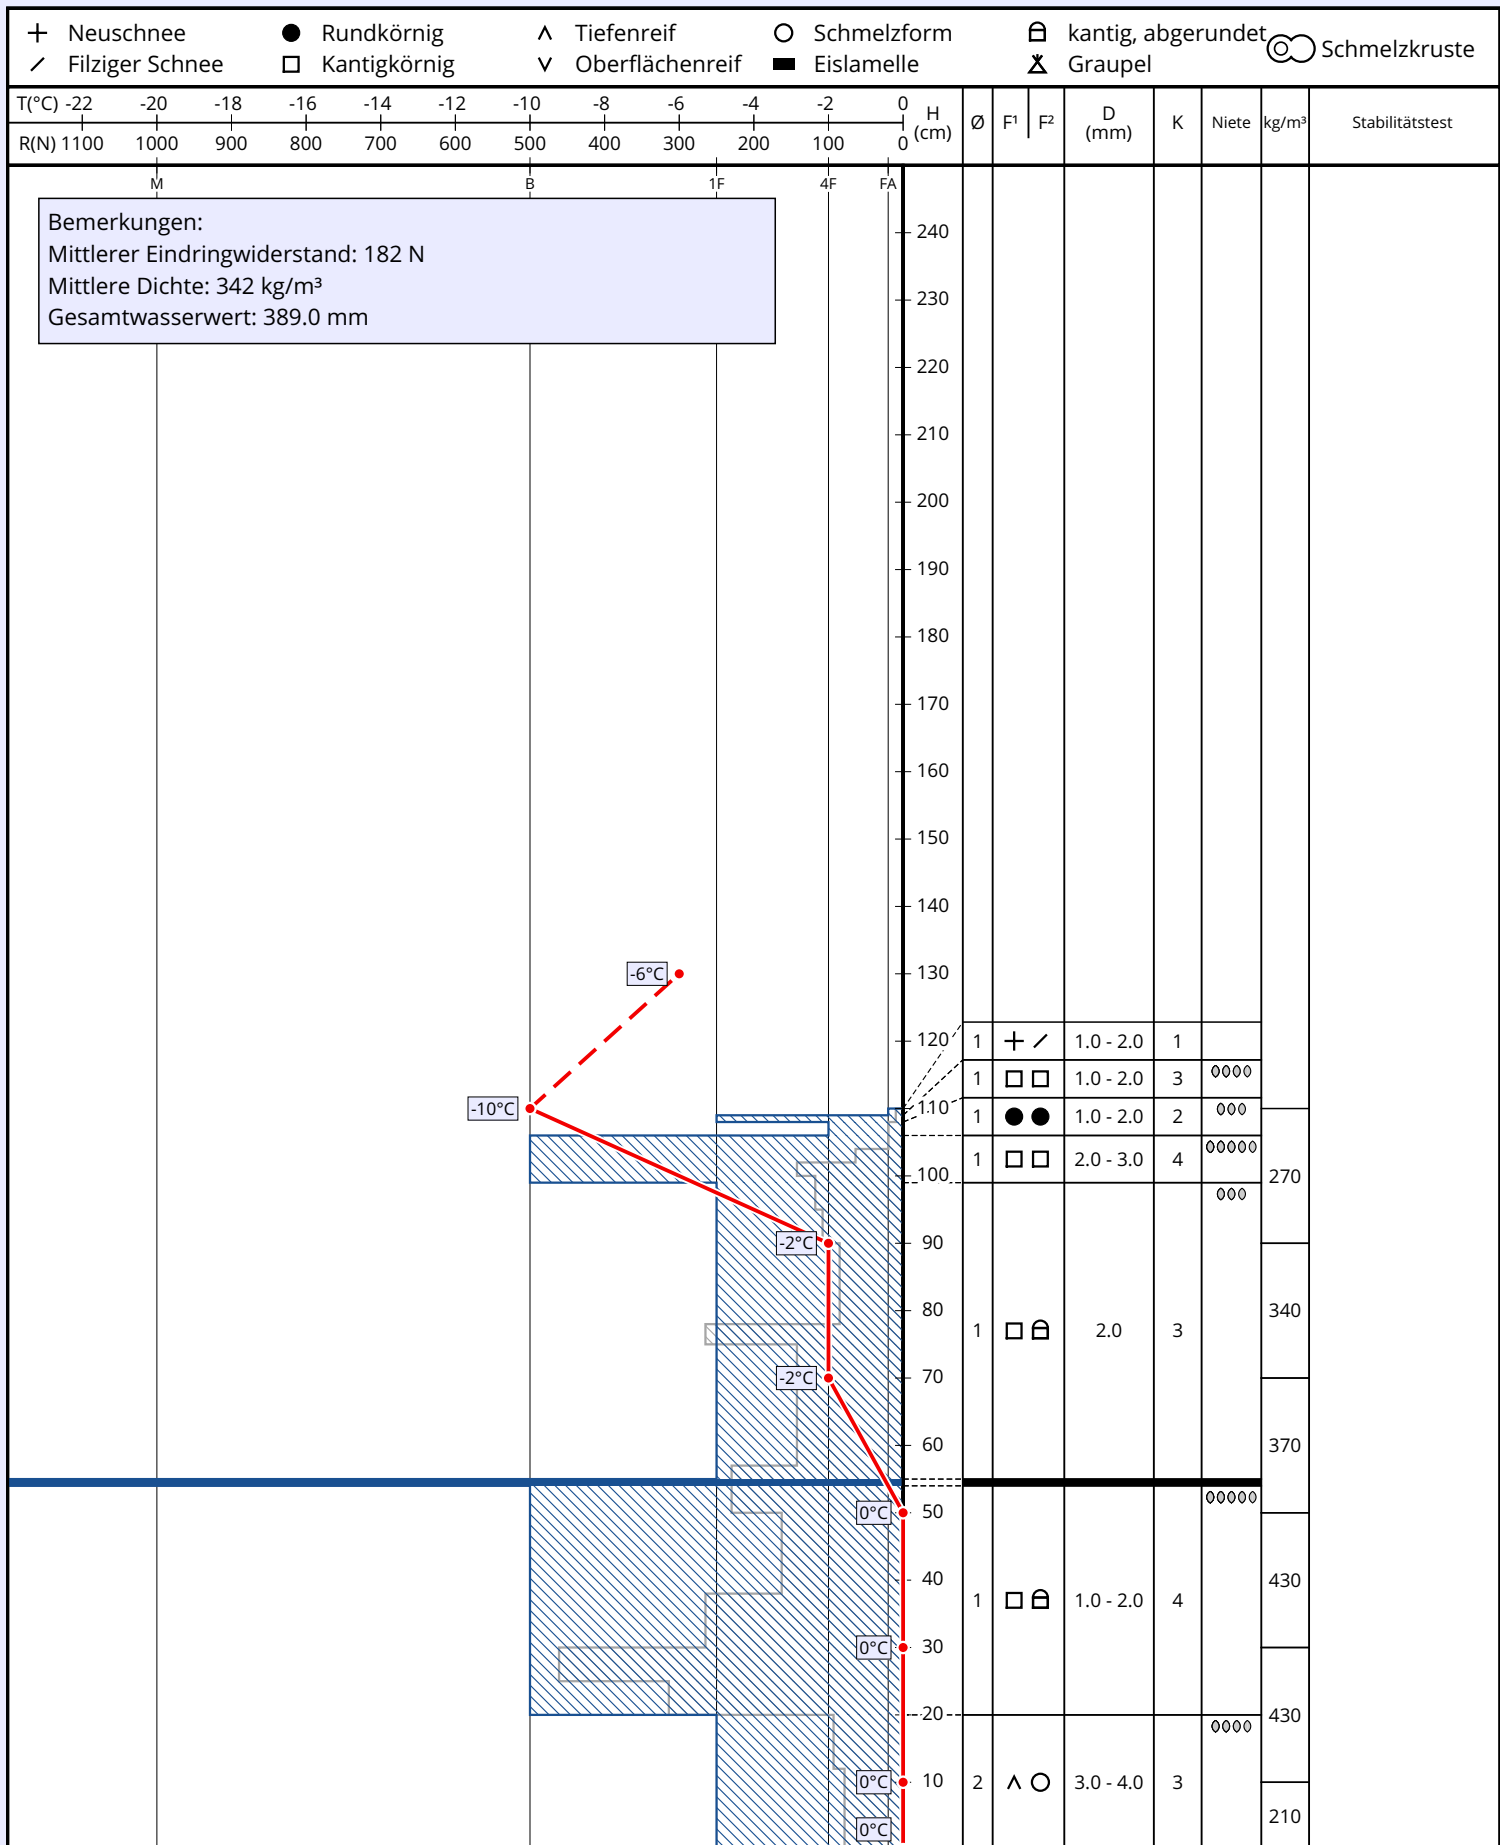 Neuschnee Rundkörnig Tiefenreif Schmelzform kantig, abgerundet Schmelzkruste
Filziger Schnee Kantigkörnig Oberflächenreif Eislamelle Graupel
T(°C) -22 -20 -18 -16 -14 -12 -10 -8 -6 -4 -2 0
R(N) 1100 1000 900 800 700 600 500 400 300 200 100 0
H (cm) Ø F¹ F² D (mm) K Niete kg/m³ Stabilitätstest
M B 1F 4F FA
Bemerkungen:
Mittlerer Eindringwiderstand: 182 N
Mittlere Dichte: 342 kg/m³
Gesamtwasserwert: 389.0 mm
240
230
220
210
200
190
180
170
160
150
140
-6°C 130
120 1 1.0 - 2.0 1
1 1.0 - 2.0 3
-10°C 110 1 1.0 - 2.0 2
1 2.0 - 3.0 4
100 270
-2°C 90
80 340
1 2.0 3
-2°C 70
60 370
0°C 50
40 430
1 1.0 - 2.0 4
0°C 30
20 430
0°C 10 2 3.0 - 4.0 3
210
0°C